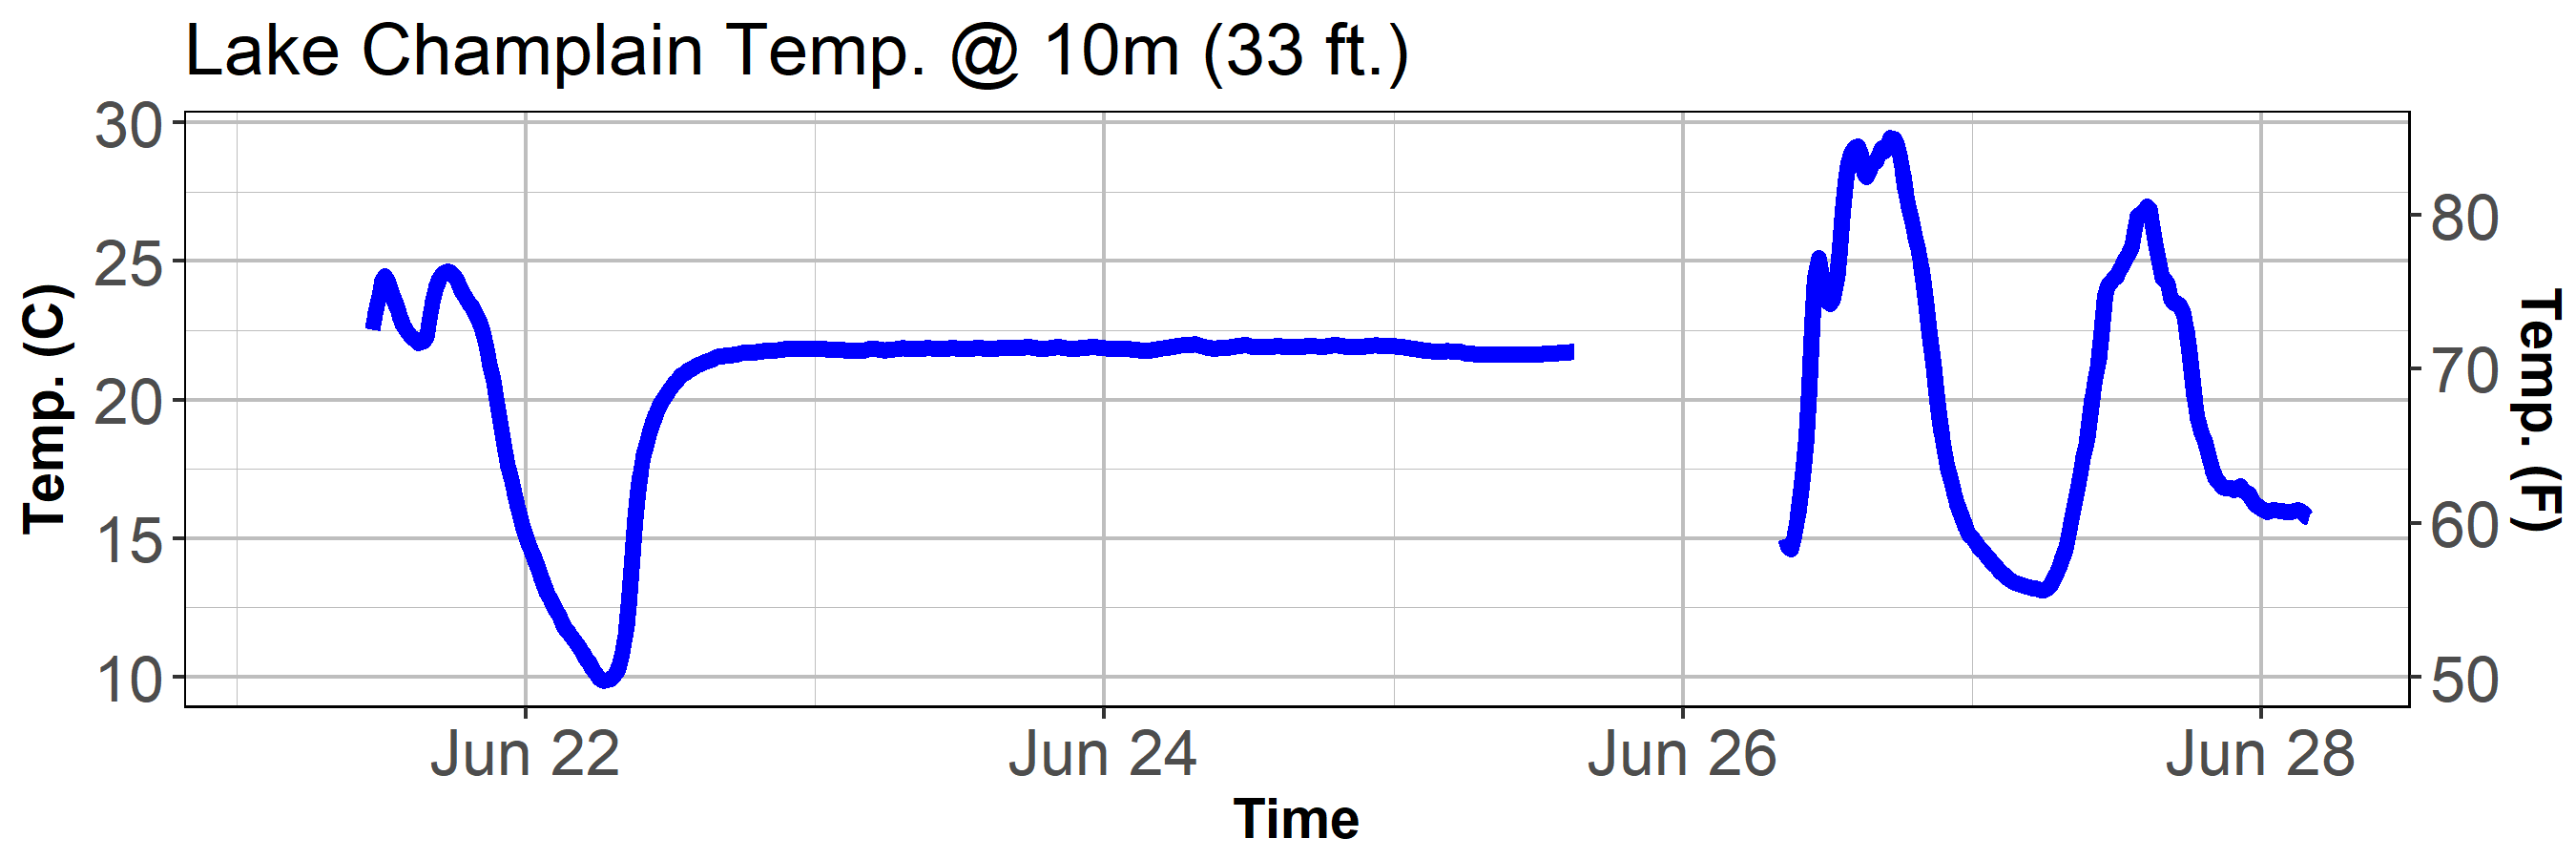 Lake Champlain Temp. @ 10m (33 ft.)
30
25
20
15
10
Temp. (C)
80
70
60
50
Temp. (F)
Jun 22 Jun 24 Jun 26 Jun 28
Time